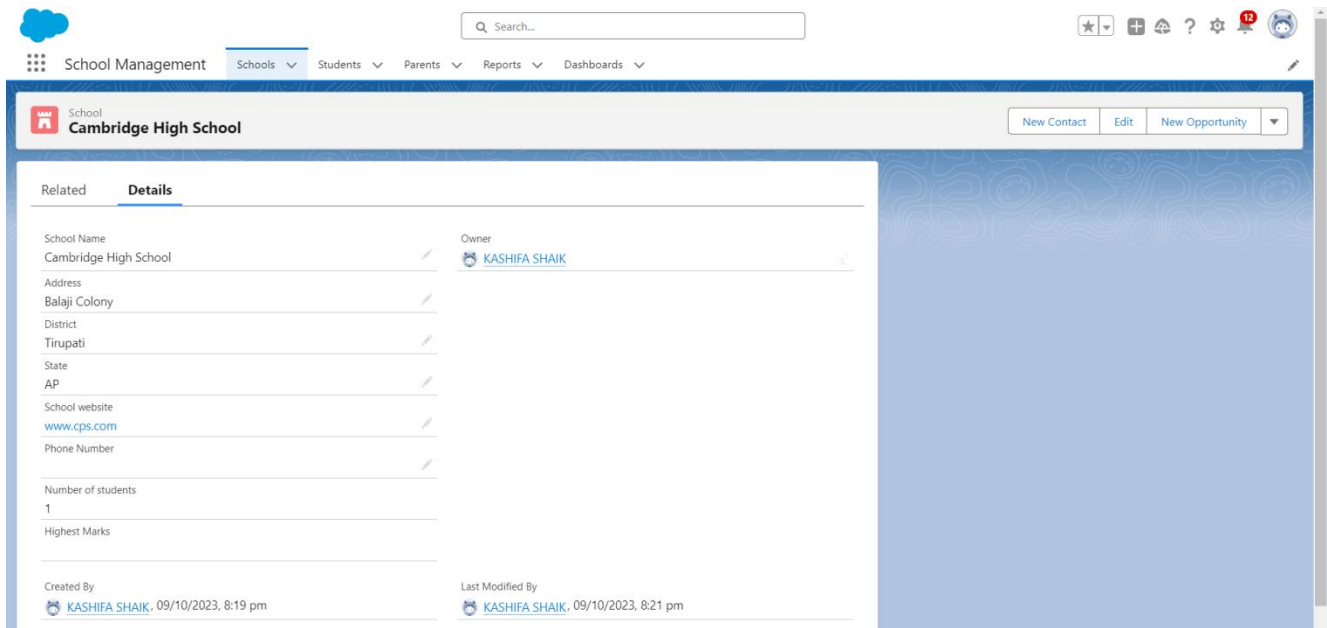 Search...
12
School Management Schools Students Parents Reports Dashboards
School
Cambridge High School
New Contact Edit New Opportunity
Related Details
School Name
Cambridge High School
Owner
KASHIFA SHAIK
Address
Balaji Colony
District
Tirupati
State
AP
School website
www.cps.com
Phone Number
Number of students
1
Highest Marks
Created By
KASHIFA SHAIK, 09/10/2023, 8:19 pm
Last Modified By
KASHIFA SHAIK, 09/10/2023, 8:21 pm